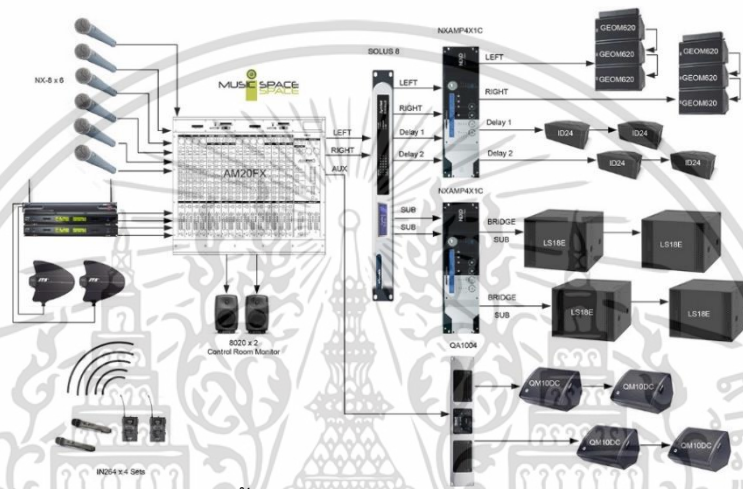 NXAMP4X1C
SOLUS 8
GEOM620
GEOM620
GEOM620
GEOM620
GEOM620
GEOM620
NX-8 x 6
MUSIC SPACE
SPACE
LEFT
RIGHT
LEFT
RIGHT
Delay 1
Delay 2
Delay 1
Delay 2
ID24
ID24
ID24
ID24
LEFT
RIGHT
AUX
AM20FX
NXAMP4X1C
SUB
SUB
BRIDGE
SUB
BRIDGE
SUB
LS18E
LS18E
LS18E
LS18E
8020 x 2
Control Room Monitor
QA1004
QM10DC
QM10DC
QM10DC
QM10DC
IN264 x 4 Sets